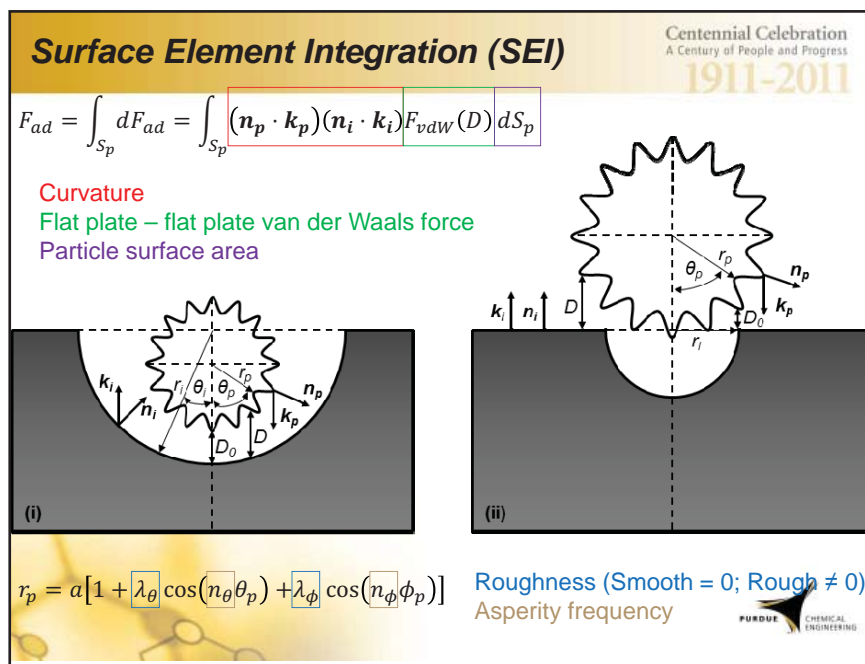 Surface Element Integration (SEI)
Centennial Celebration
A Century of People and Progress
1911-2011
F_ad = ∫_{S_p} dF_ad = ∫_{S_p} (n_p · k_p)(n_i · k_i) F_vdW(D) dS_p
Curvature
Flat plate – flat plate van der Waals force
Particle surface area
r_p
θ_p
n_p
k_i
n_i
D
k_p
D_0
r_i
r_p
k_i
r_i
θ_i
θ_p
n_p
n_i
k_p
D_0
D
(i)
(ii)
r_p = a[1 + λ_θ cos(n_θ θ_p) + λ_ϕ cos(n_ϕ ϕ_p)]
Roughness (Smooth = 0; Rough ≠ 0)
Asperity frequency
PURDUE
CHEMICAL
ENGINEERING